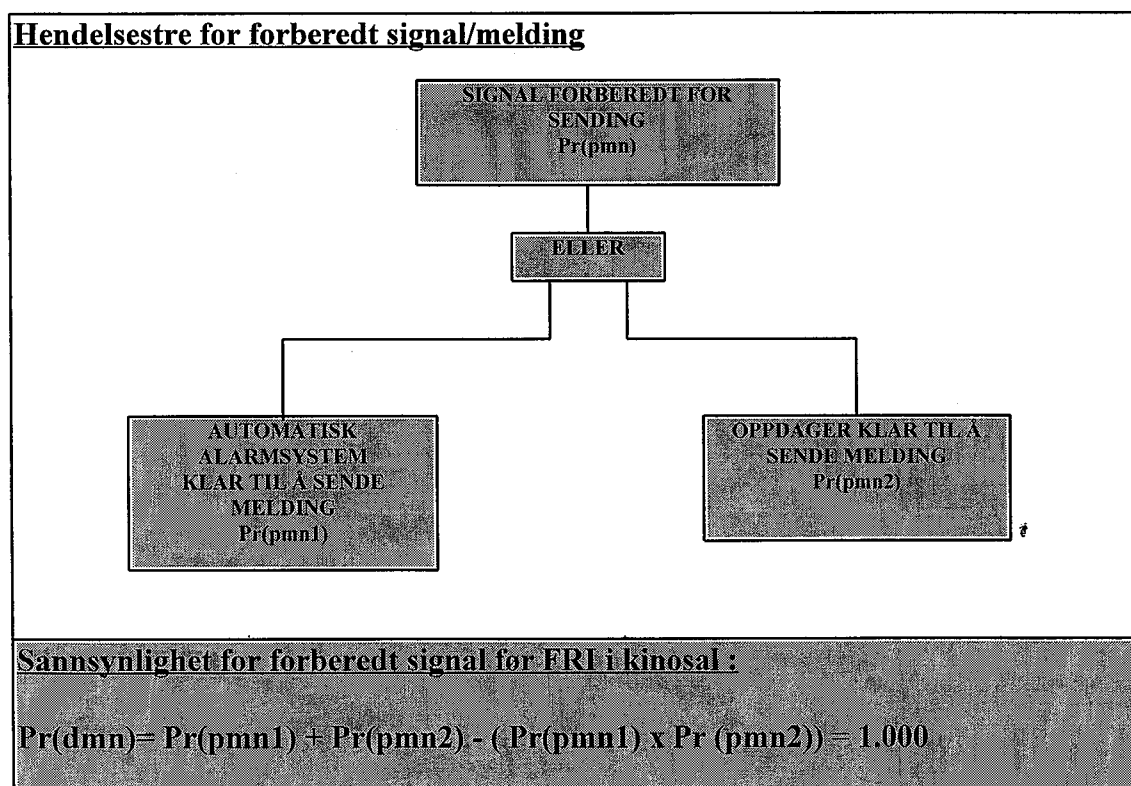 Hendelsestre for forberedt signal/melding
SIGNAL FORBEREDT FOR
SENDING
Pr(pmn)
ELLER
AUTOMATISK
ALARMSYSTEM
KLAR TIL Å SENDE
MELDING
Pr(pmn1)
OPPDAGER KLAR TIL Å
SENDE MELDING
Pr(pmn2)
Sannsynlighet for forberedt signal før FRI i kinosal :
Pr(dmn)= Pr(pmn1) + Pr(pmn2) - ( Pr(pmn1) x Pr (pmn2)) = 1.000